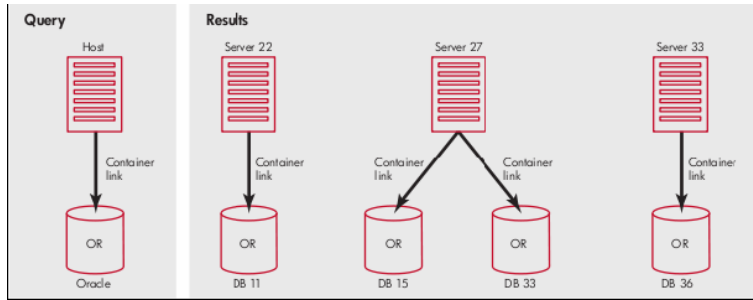 Query
Results
Host
Server 22
Server 27
Server 33
Container
link
Container
link
Container
link
Container
link
Container
link
OR
OR
OR
OR
OR
Oracle
DB 11
DB 15
DB 33
DB 36